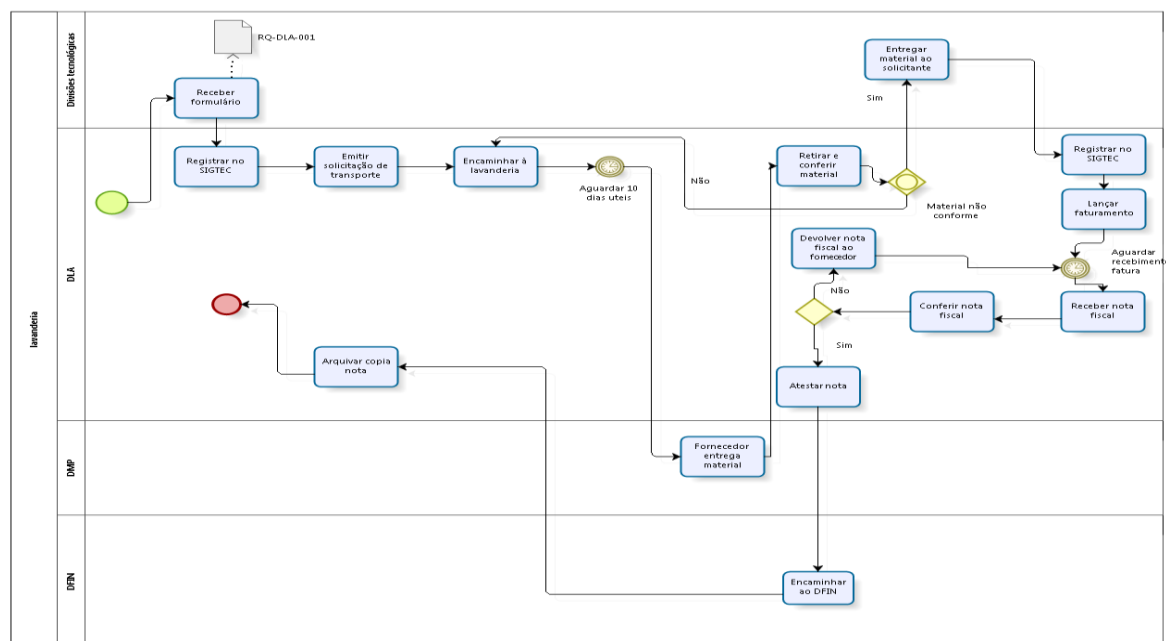 lavanderia
Divisões tecnológicas
RQ-DLA-001
Receber
formulário
Entregar
material ao
solicitante
Sim
DLA
Registrar no
SIGTEC
Emitir
solicitação de
transporte
Encaminhar à
lavanderia
Aguardar 10
dias uteis
Não
Retirar e
conferir
material
Material não
conforme
Registrar no
SIGTEC
Lançar
faturamento
Aguardar
recebimento
fatura
Devolver nota
fiscal ao
fornecedor
Não
Conferir nota
fiscal
Receber nota
fiscal
Sim
Arquivar copia
nota
Atestar nota
DMP
Fornecedor
entrega
material
DFIN
Encaminhar
ao DFIN